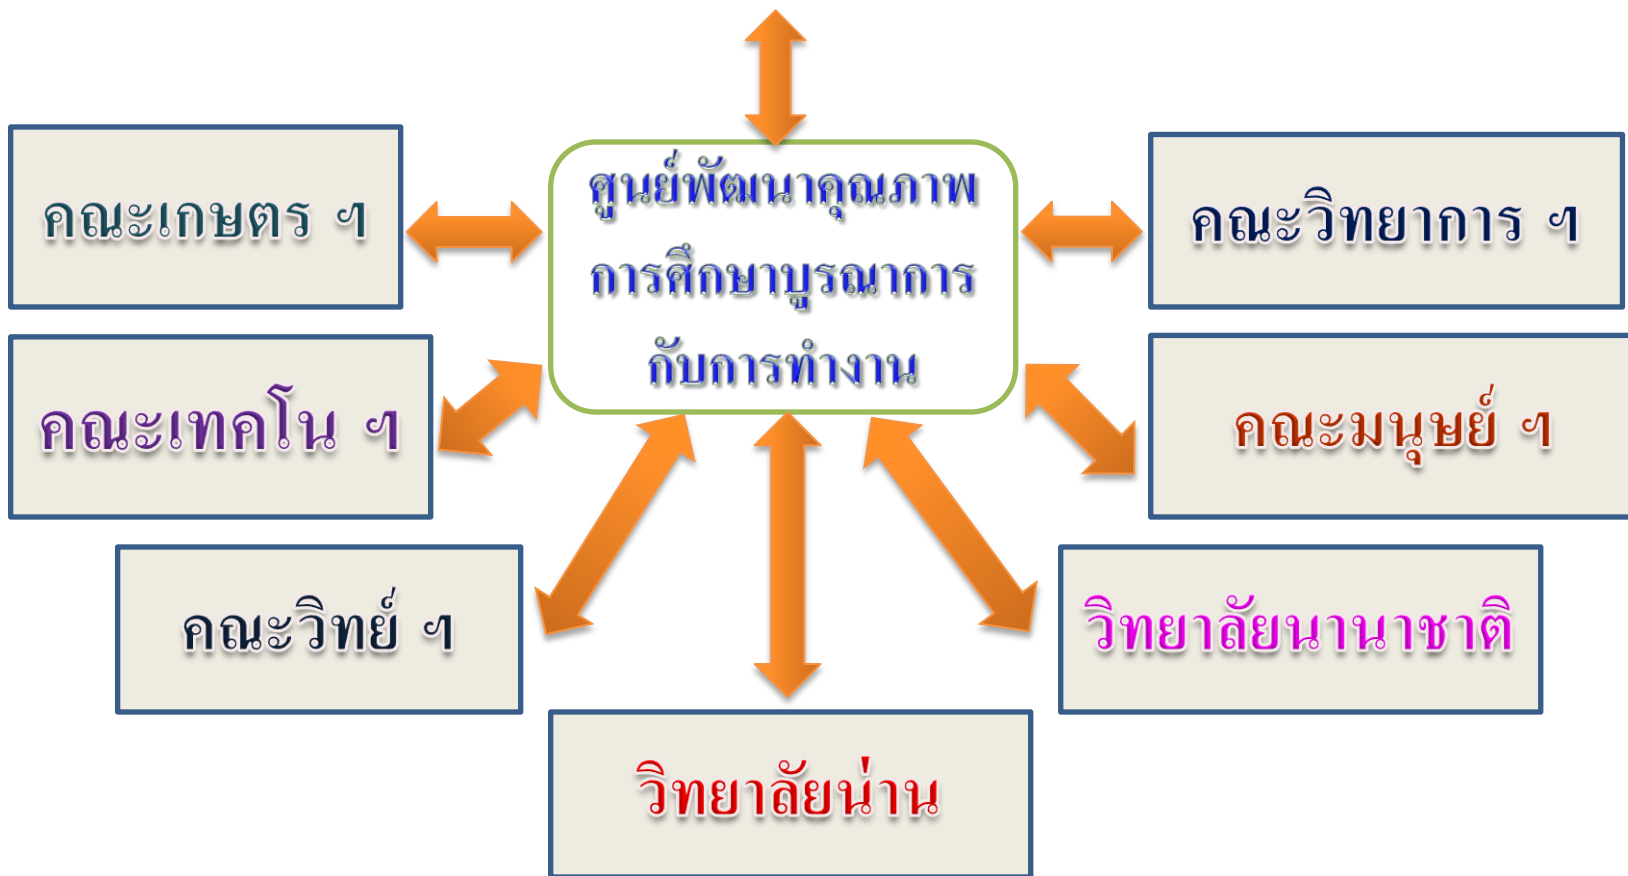 ศูนย์พัฒนาคุณภาพ
การศึกษาบูรณาการ
กับการทำงาน
คณะเกษตร ฯ
คณะวิทยาการ ฯ
คณะเทคโน ฯ
คณะมนุษย์ ฯ
คณะวิทย์ ฯ
วิทยาลัยนานาชาติ
วิทยาลัยน่าน